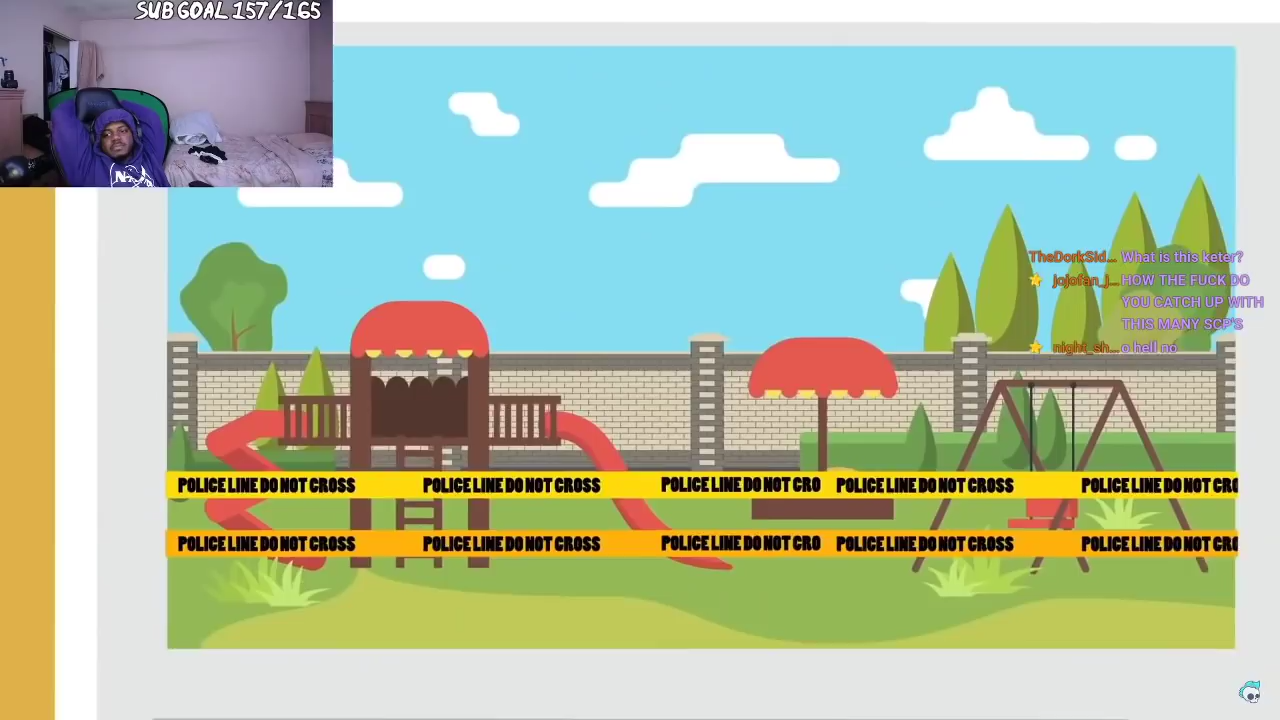 SUB GOAL 157/165
TheDorkSid... What is this keter?
jojofan_j... HOW THE FUCK DO
YOU CATCH UP WITH
THIS MANY SCP'S
night_sh... o hell nó
POLICE LINE DO NOT CROSS POLICE LINE DO NOT CROSS POLICE LINE DO NOT CRO POLICE LINE DO NOT CROSS POLICE LINE DO NOT CRO
POLICE LINE DO NOT CROSS POLICE LINE DO NOT CROSS POLICE LINE DO NOT CRO POLICE LINE DO NOT CROSS POLICE LINE DO NOT CRO